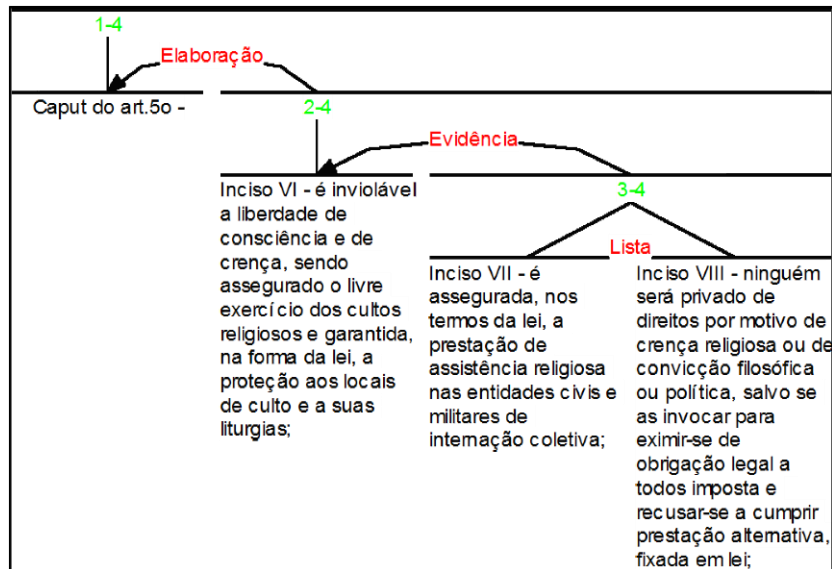 1-4
Elaboração
Caput do art.5o -
2-4
Evidência
Inciso VI - é inviolável
a liberdade de
consciência e de
crença, sendo
assegurado o livre
exercício dos cultos
religiosos e garantida,
na forma da lei, a
proteção aos locais
de culto e a suas
liturgias;
3-4
Lista
Inciso VII - é
assegurada, nos
termos da lei, a
prestação de
assistência religiosa
nas entidades civis e
militares de
internação coletiva;
Inciso VIII - ninguém
será privado de
direitos por motivo de
crença religiosa ou de
convicção filosófica
ou política, salvo se
as invocar para
eximir-se de
obrigação legal a
todos imposta e
recusar-se a cumprir
prestação alternativa,
fixada em lei;